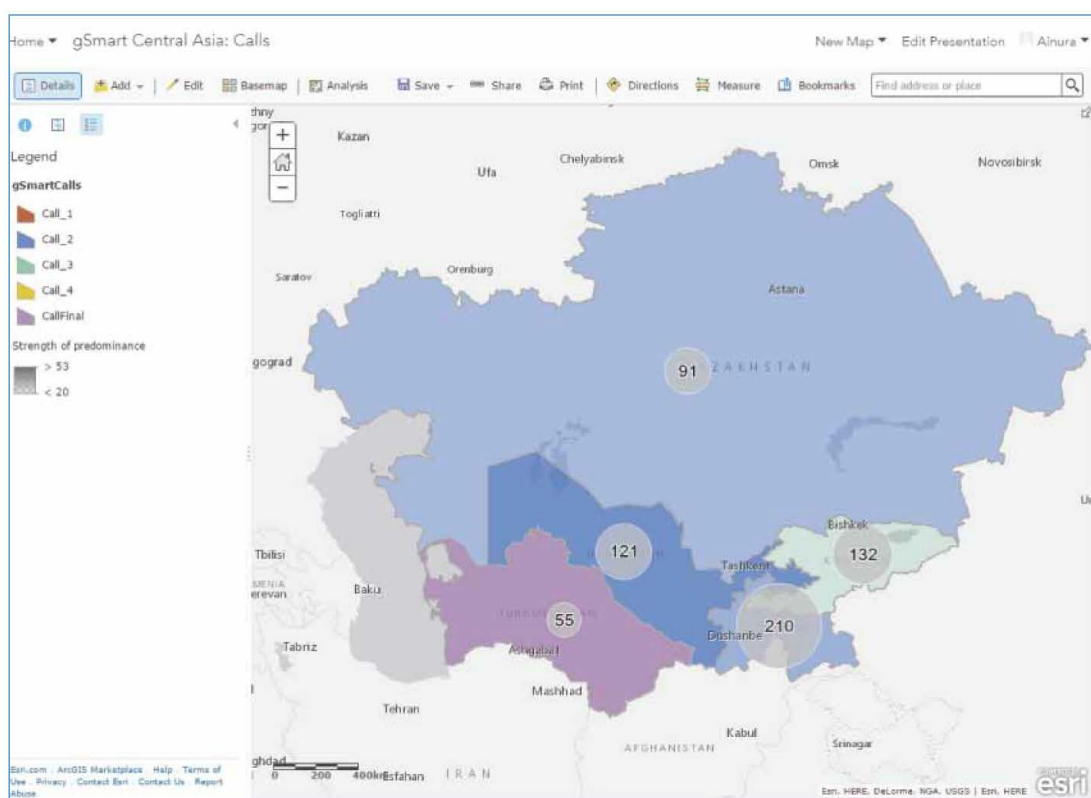 Home gSmart Central Asia: Calls
New Map Edit Presentation Ainura
Details Add Edit Basemap Analysis Save Share Print Directions Measure Bookmarks Find address or place
Legend
gSmartCalls
Call_1
Call_2
Call_3
Call_4
CallFinal
Strength of predominance
> 53
< 20
Kazan
Ufa
Chelyabinsk
Omsk
Novosibirsk
Togliatti
Saratov
Orenburg
Astana
gograd
91
ZAKHSTAN
Bishkek
132
121
Tashkent
Tbilisi
MENIA
erevan
Baku
55
210
Dushanbe
Ashgabat
Tabriz
Mashhad
Tehran
Kabul
AFGHANISTAN
Srinagar
ghdad
0 200 400km
Esfahan
IRAN
Esri.com . ArcGIS Marketplace . Help . Terms of
Use . Privacy . Contact Esri . Contact Us . Report
Abuse
Esri, HERE, DeLorme, NGA, USGS | Esri, HERE
esri